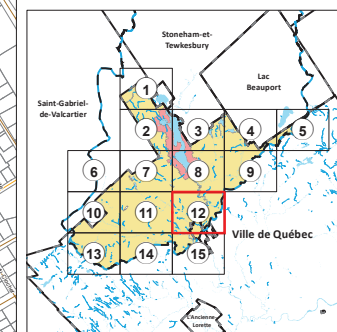 Stoneham-et-
Tewkesbury
Lac
Beauport
Saint-Gabriel-
de-Valcartier
1
2
3
4
5
6
7
8
9
10
11
12
Ville de Québec
13
14
15
L'Ancienne
Lorette